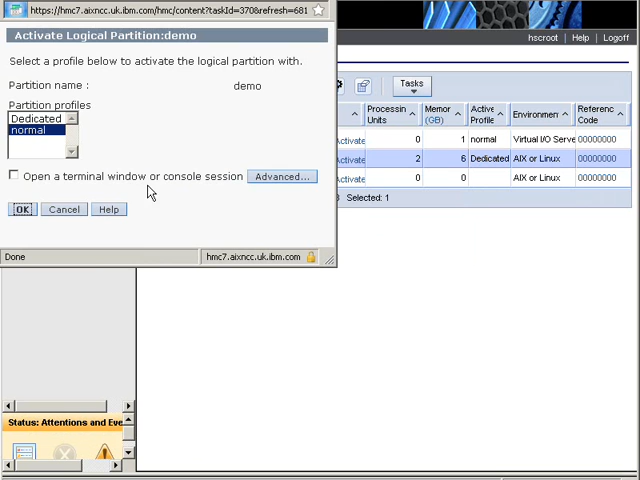 https://hmc7.aixncc.uk.ibm.com/hmc/content?taskId=370&refresh=681
Activate Logical Partition:demo
Select a profile below to activate the logical partition with.
Partition name :
demo
Partition profiles
Dedicated
normal
Open a terminal window or console session
Advanced...
OK
Cancel
Help
Done
hmc7.aixncc.uk.ibm.com
hscroot | Help | Logoff
Tasks
Processin Units
Memor (GB)
Active Profile
Environmen
Referenc Code
Activate 0 1 normal Virtual I/O Serve 00000000
Activate 2 6 Dedicated AIX or Linux 00000000
Activate 0 0 AIX or Linux 00000000
Selected: 1
Status: Attentions and Eve